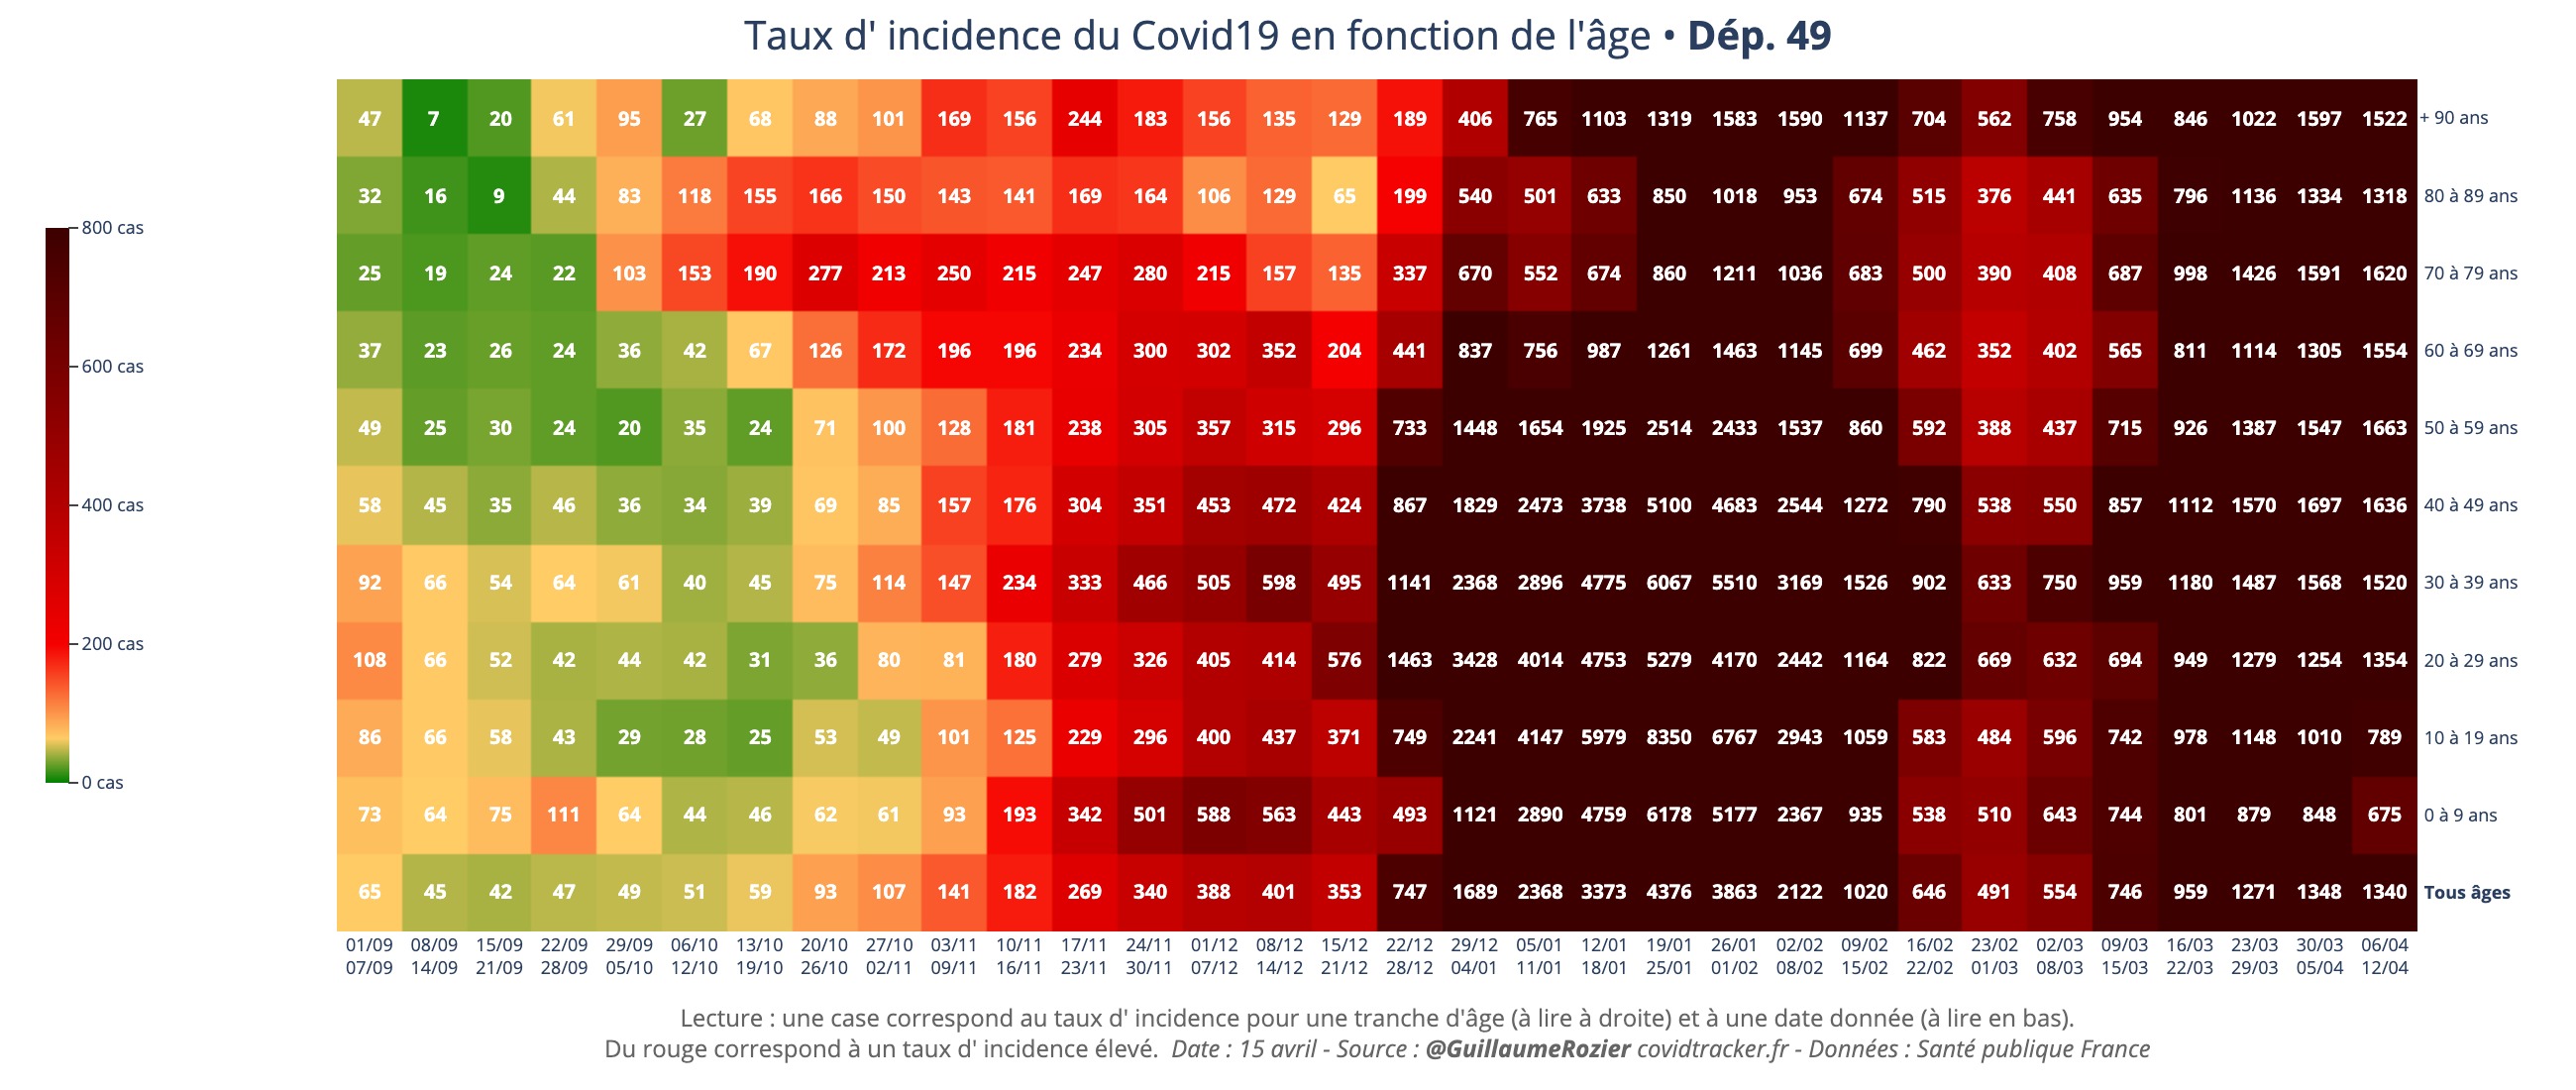 Taux d' incidence du Covid19 en fonction de l'âge • Dép. 49
800 cas
600 cas
400 cas
200 cas
0 cas
47 7 20 61 95 27 68 88 101 169 156 244 183 156 135 129 189 406 765 1103 1319 1583 1590 1137 704 562 758 954 846 1022 1597 1522 + 90 ans
32 16 9 44 83 118 155 166 150 143 141 169 164 106 129 65 199 540 501 633 850 1018 953 674 515 376 441 635 796 1136 1334 1318 80 à 89 ans
25 19 24 22 103 153 190 277 213 250 215 247 280 215 157 135 337 670 552 674 860 1211 1036 683 500 390 408 687 998 1426 1591 1620 70 à 79 ans
37 23 26 24 36 42 67 126 172 196 196 234 300 302 352 204 441 837 756 987 1261 1463 1145 699 462 352 402 565 811 1114 1305 1554 60 à 69 ans
49 25 30 24 20 35 24 71 100 128 181 238 305 357 315 296 733 1448 1654 1925 2514 2433 1537 860 592 388 437 715 926 1387 1547 1663 50 à 59 ans
58 45 35 46 36 34 39 69 85 157 176 304 351 453 472 424 867 1829 2473 3738 5100 4683 2544 1272 790 538 550 857 1112 1570 1697 1636 40 à 49 ans
92 66 54 64 61 40 45 75 114 147 234 333 466 505 598 495 1141 2368 2896 4775 6067 5510 3169 1526 902 633 750 959 1180 1487 1568 1520 30 à 39 ans
108 66 52 42 44 42 31 36 80 81 180 279 326 405 414 576 1463 3428 4014 4753 5279 4170 2442 1164 822 669 632 694 949 1279 1254 1354 20 à 29 ans
86 66 58 43 29 28 25 53 49 101 125 229 296 400 437 371 749 2241 4147 5979 8350 6767 2943 1059 583 484 596 742 978 1148 1010 789 10 à 19 ans
73 64 75 111 64 44 46 62 61 93 193 342 501 588 563 443 493 1121 2890 4759 6178 5177 2367 935 538 510 643 744 801 879 848 675 0 à 9 ans
65 45 42 47 49 51 59 93 107 141 182 269 340 388 401 353 747 1689 2368 3373 4376 3863 2122 1020 646 491 554 746 959 1271 1348 1340 Tous âges
01/09 08/09 15/09 22/09 29/09 06/10 13/10 20/10 27/10 03/11 10/11 17/11 24/11 01/12 08/12 15/12 22/12 29/12 05/01 12/01 19/01 26/01 02/02 09/02 16/02 23/02 02/03 09/03 16/03 23/03 30/03 06/04
07/09 14/09 21/09 28/09 05/10 12/10 19/10 26/10 02/11 09/11 16/11 23/11 30/11 07/12 14/12 21/12 28/12 04/01 11/01 18/01 25/01 01/02 08/02 15/02 22/02 01/03 08/03 15/03 22/03 29/03 05/04 12/04
Lecture : une case correspond au taux d' incidence pour une tranche d'âge (à lire à droite) et à une date donnée (à lire en bas).
Du rouge correspond à un taux d' incidence élevé. Date : 15 avril - Source : @GuillaumeRozier covidtracker.fr - Données : Santé publique France